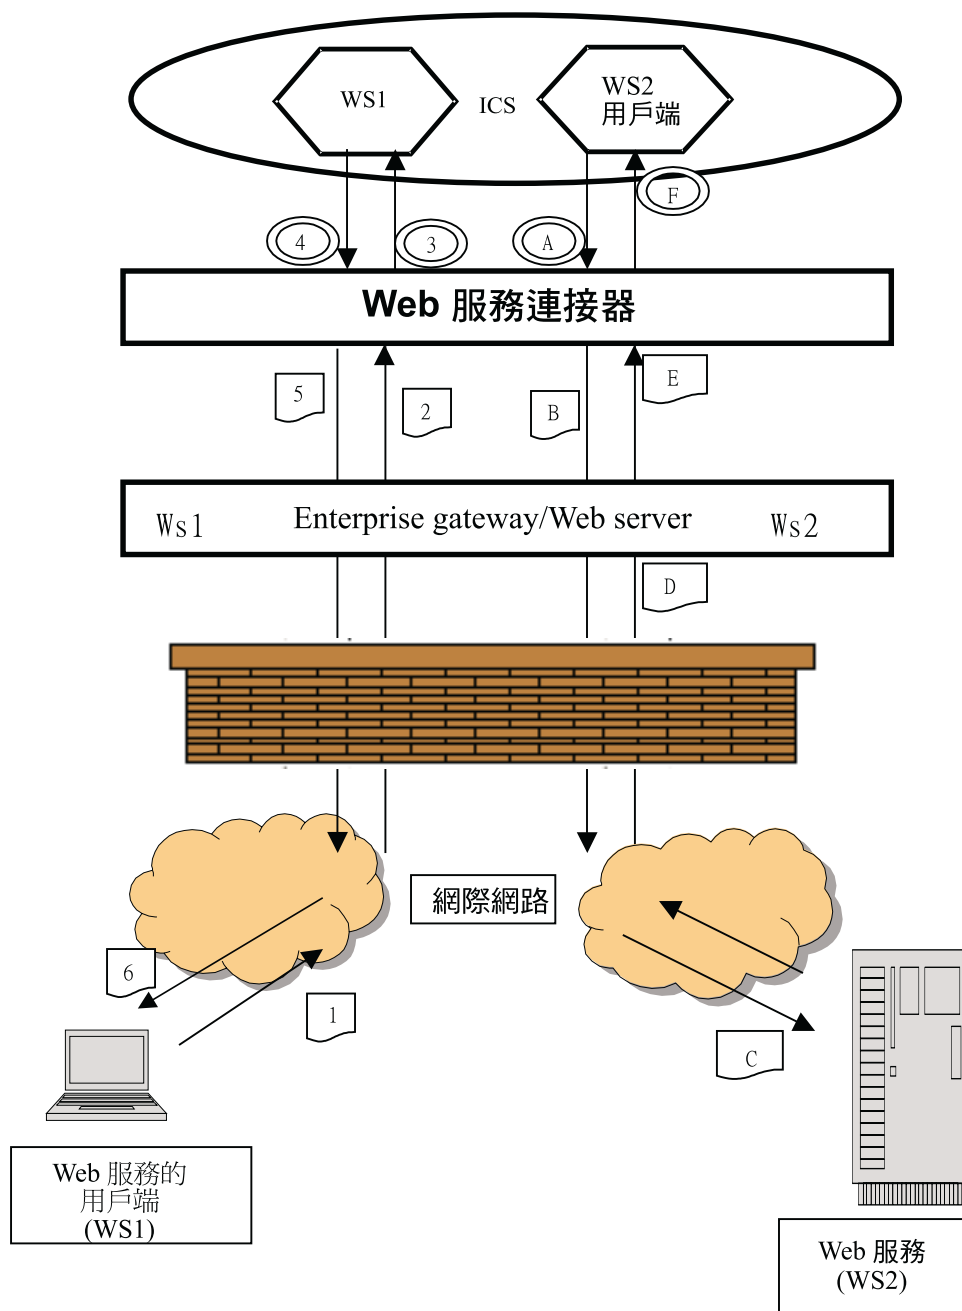 WS1
ICS
WS2
用戶端
F
4
3
A
Web 服務連接器
5
2
B
E
Ws1
Enterprise gateway/Web server
Ws2
D
網際網路
6
1
C
Web 服務的
用戶端
(WS1)
Web 服務
(WS2)